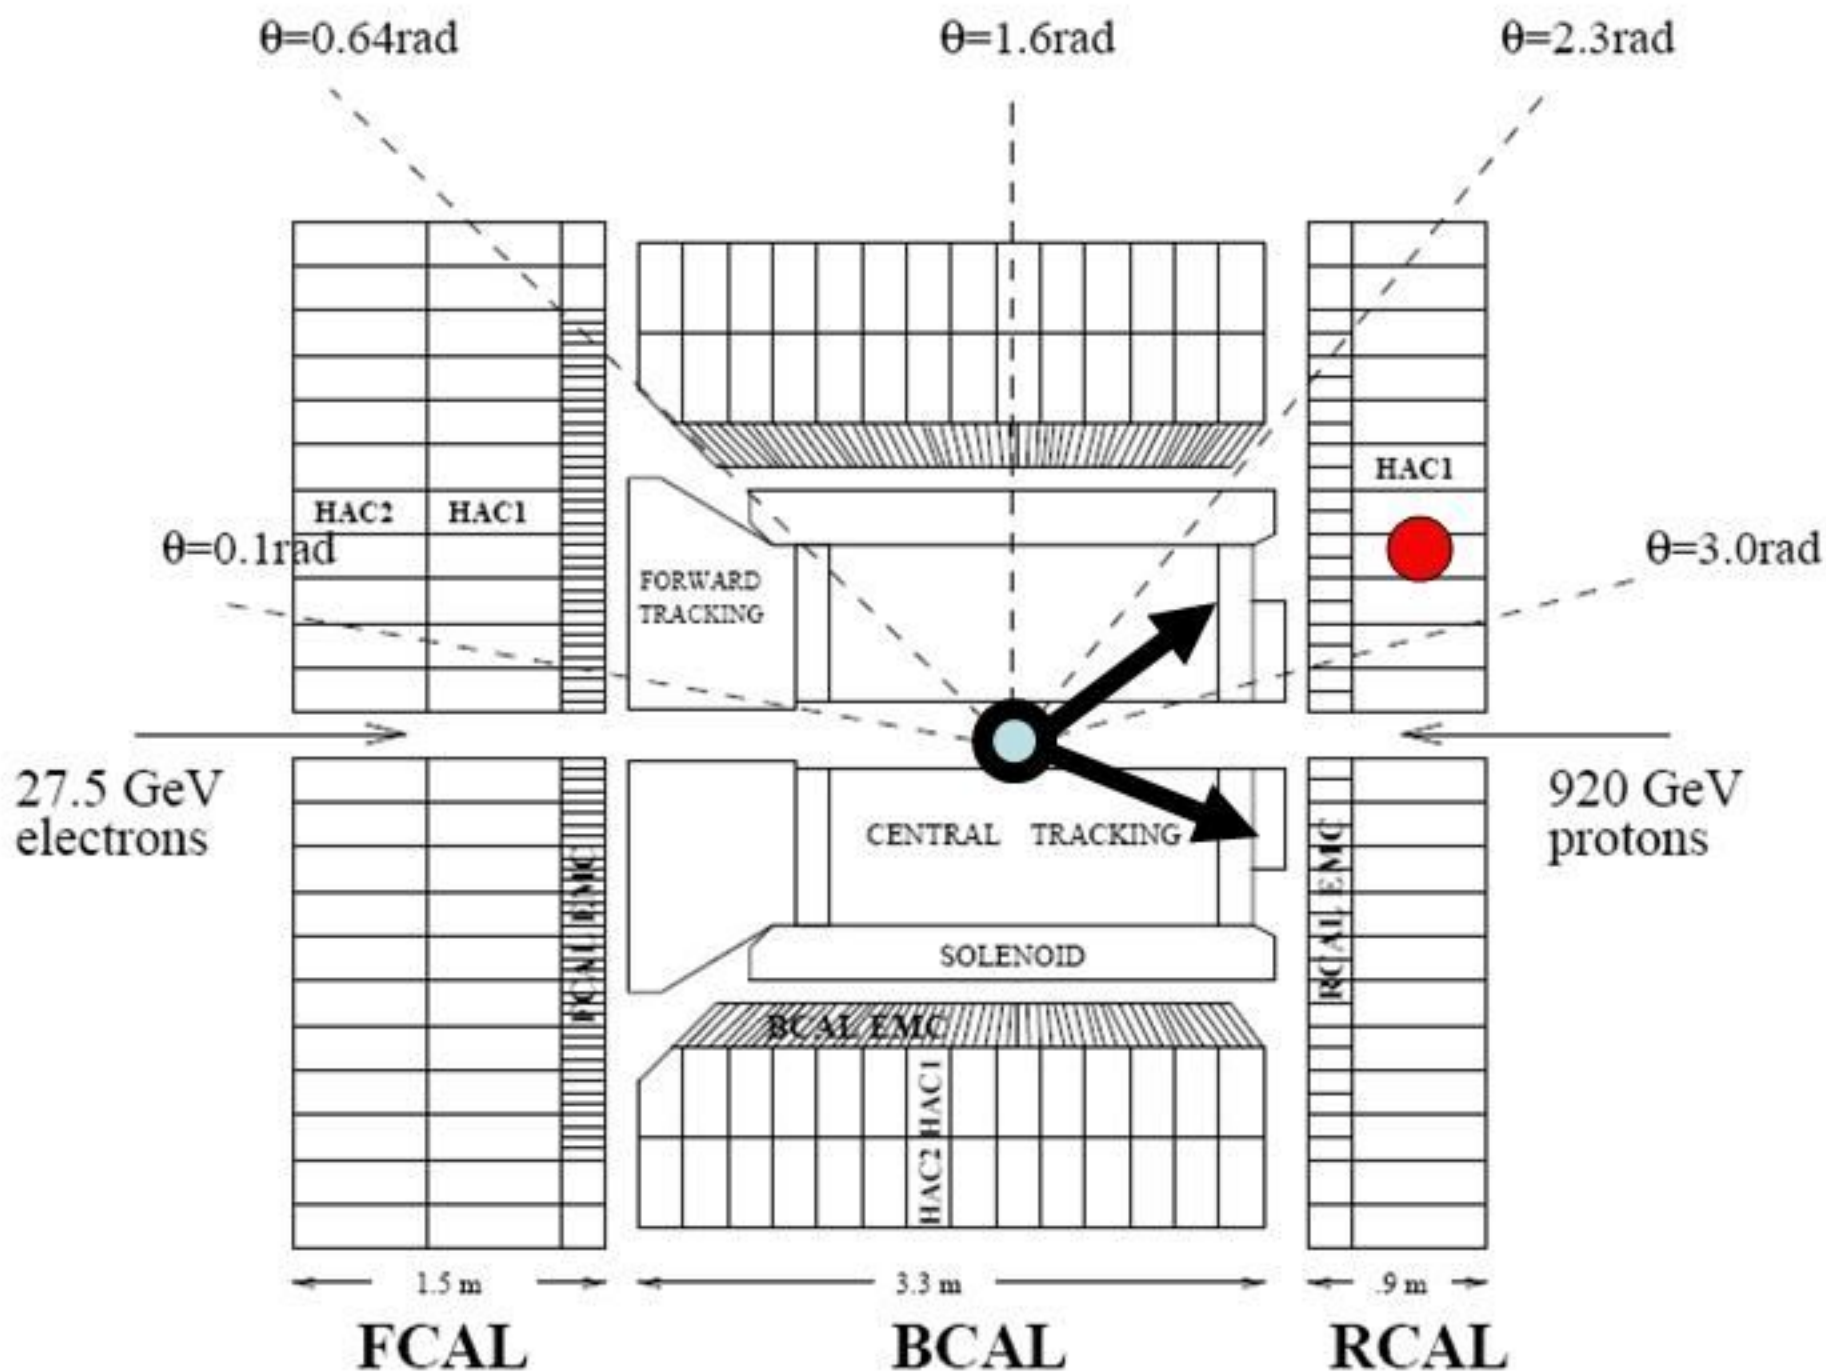 θ=0.64rad
θ=1.6rad
θ=2.3rad
HAC1
HAC2
HAC1
θ=0.1rad
θ=3.0rad
FORWARD
TRACKING
27.5 GeV
electrons
920 GeV
protons
CENTRAL TRACKING
FCAL EMC
RCAL EMC
SOLENOID
BCAL EMC
HAC2 HAC1
1.5 m
3.3 m
.9 m
FCAL
BCAL
RCAL